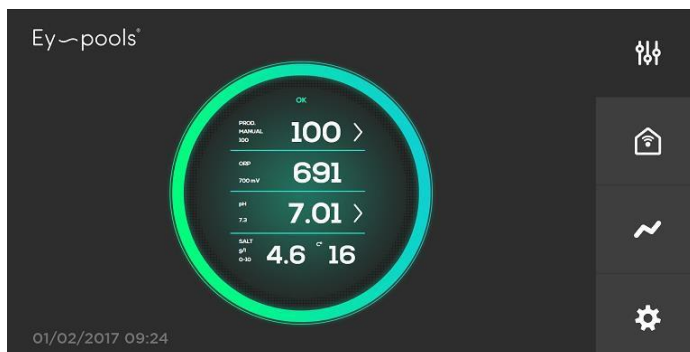 Ey-pools®
OK
PROD.
MANUAL
100
100 >
ORP
700 mV
691
pH
7.3
7.01 >
SALT
g/l
0-10
4.6 C° 16
01/02/2017 09:24